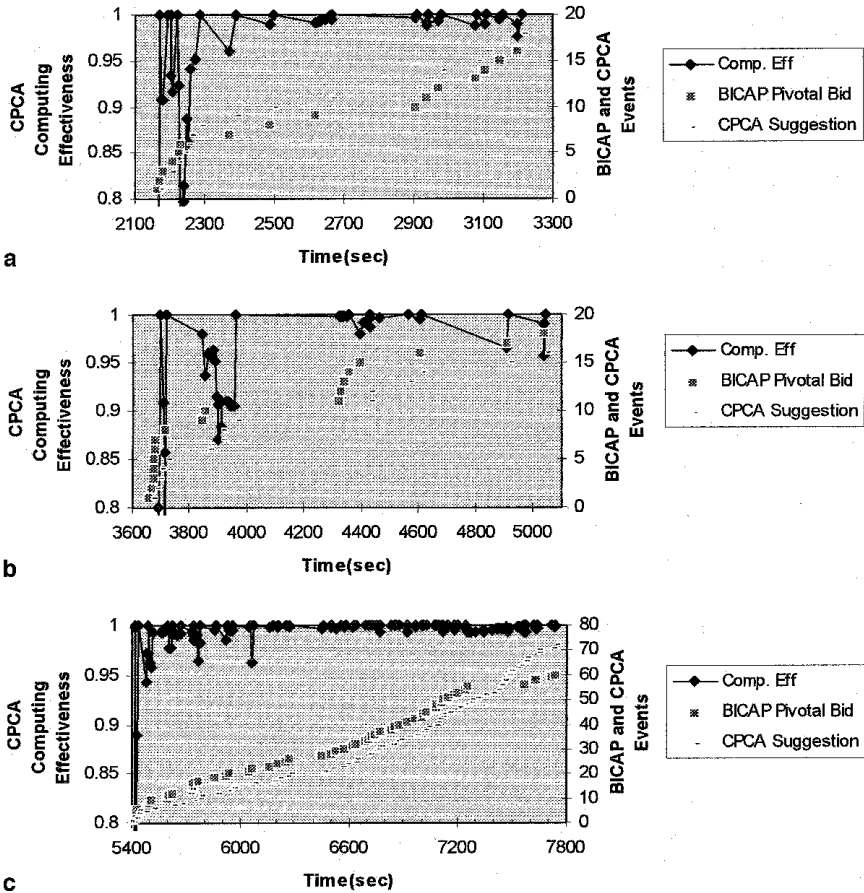 1
0.95
0.9
0.85
0.8
CPCA
Computing
Effectiveness
20
15
10
5
0
BICAP and CPCA
Events
2100 2300 2500 2700 2900 3100 3300
Time(sec)
Comp. Eff
BICAP Pivotal Bid
CPCA Suggestion
a
1
0.95
0.9
0.85
0.8
CPCA
Computing
Effectiveness
20
15
10
5
0
BICAP and CPCA
Events
3600 3800 4000 4200 4400 4600 4800 5000
Time(sec)
Comp. Eff
BICAP Pivotal Bid
CPCA Suggestion
b
1
0.95
0.9
0.85
0.8
CPCA
Computing
Effectiveness
80
70
60
50
40
30
20
10
0
BICAP and CPCA
Events
5400 6000 6600 7200 7800
Time(sec)
Comp. Eff
BICAP Pivotal Bid
CPCA Suggestion
c